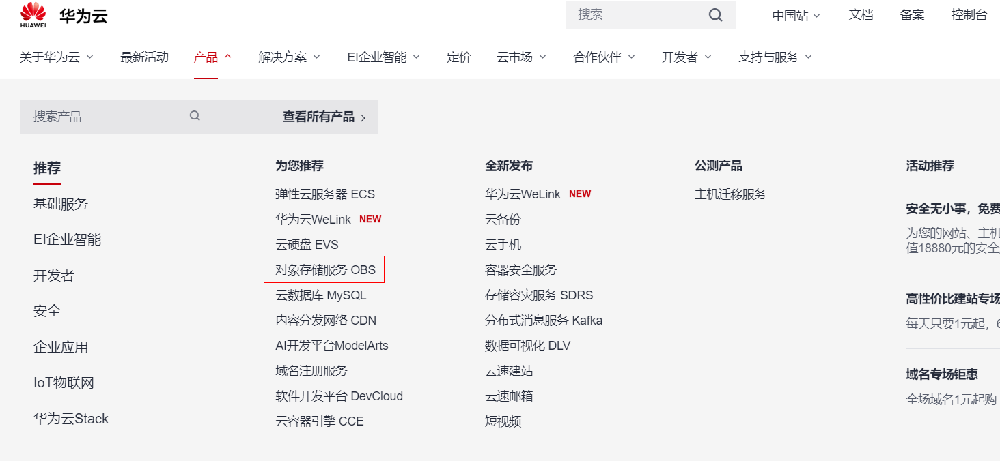 HUAWEI
华为云
搜索
中国站
文档
备案
控制台
关于华为云
最新活动
产品
解决方案
EI企业智能
定价
云市场
合作伙伴
开发者
支持与服务
搜索产品
查看所有产品
推荐
基础服务
EI企业智能
开发者
安全
企业应用
IoT物联网
华为云Stack
为您推荐
弹性云服务器 ECS
华为云WeLink NEW
云硬盘 EVS
对象存储服务 OBS
云数据库 MySQL
内容分发网络 CDN
AI开发平台ModelArts
域名注册服务
软件开发平台 DevCloud
云容器引擎 CCE
全新发布
华为云WeLink NEW
云备份
云手机
容器安全服务
存储容灾服务 SDRS
分布式消息服务 Kafka
数据可视化 DLV
云速建站
云速邮箱
短视频
公测产品
主机迁移服务
活动推荐
安全无小事，免费
为您的网站、主机
值18880元的安全
高性价比建站专场
每天只要1元起，6
域名专场钜惠
全场域名1元起购